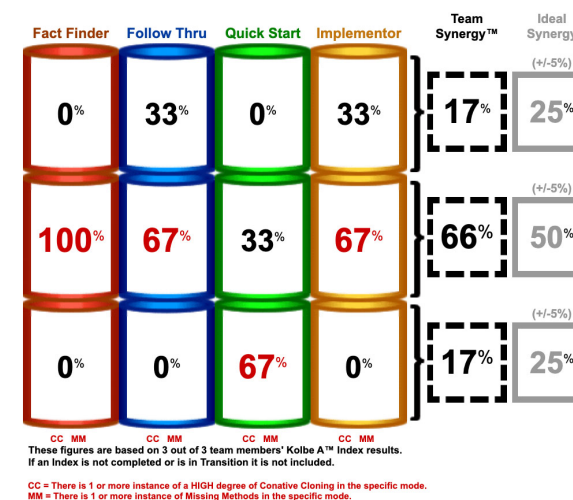 Team Ideal
Fact Finder Follow Thru Quick Start Implementor Synergy™ Synergy
(+/-5%)
0% 33% 0% 33% 17% 25%
(+/-5%)
100% 67% 33% 67% 66% 50%
(+/-5%)
0% 0% 67% 0% 17% 25%
CC MM CC MM CC MM CC MM
These figures are based on 3 out of 3 team members' Kolbe A™ Index results.
If an Index is not completed or is in Transition it is not included.
CC = There is 1 or more instance of a HIGH degree of Conative Cloning in the specific mode.
MM = There is 1 or more instance of Missing Methods in the specific mode.